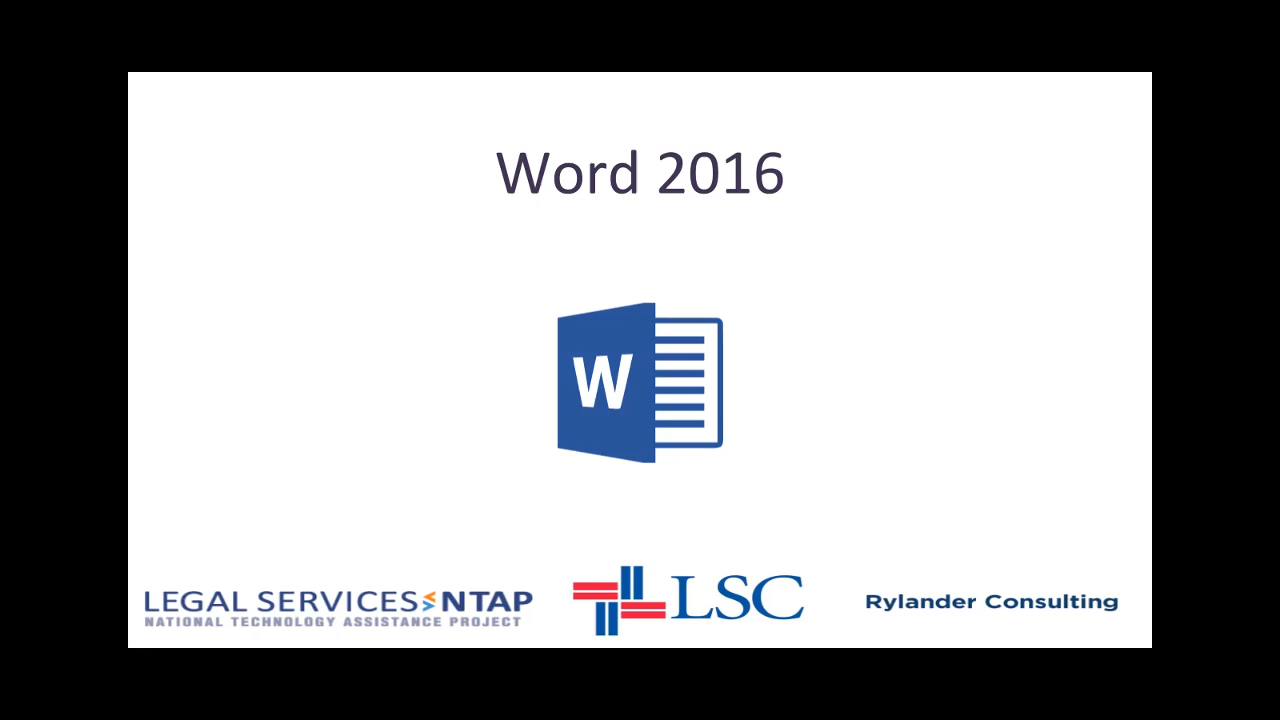 Word 2016
W
LEGAL SERVICES NTAP
NATIONAL TECHNOLOGY ASSISTANCE PROJECT
LSC
Rylander Consulting